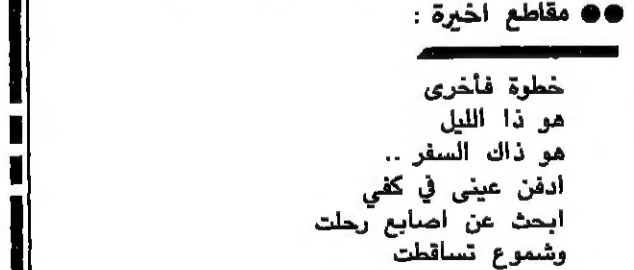 ●● مقاطع اخيرة :
خطوة فأخرى
هو ذا الليل
هو ذاك السفر ..
ادفن عينى في كفي
ابحث عن اصابع رحلت
وشموع تساقطت